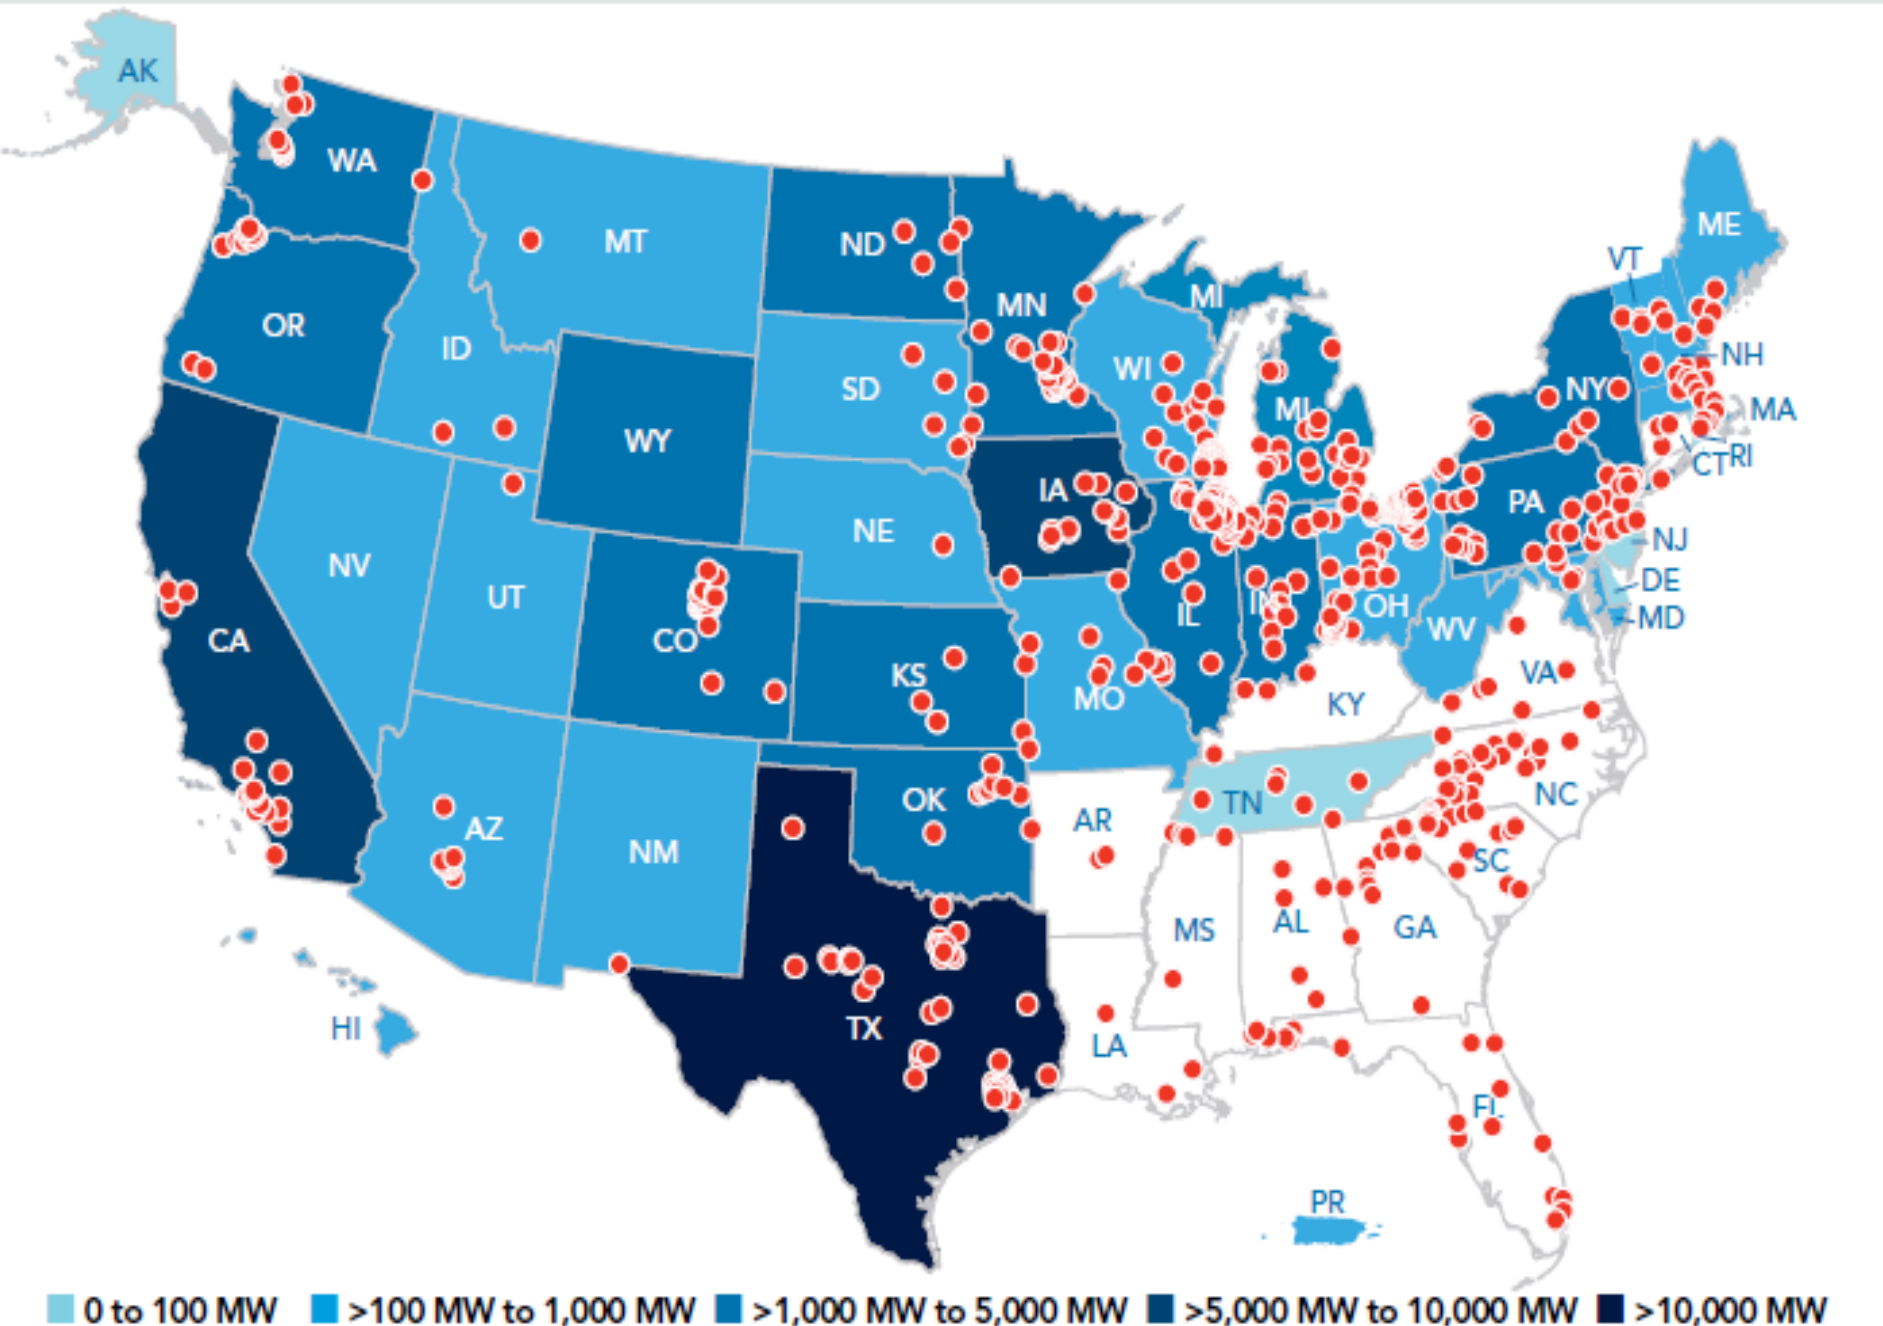 AK
WA
MT
ND
MN
MI
ME
VT
OR
ID
SD
WI
MI
NH
NY
MA
WY
CT
RI
IA
PA
NE
NJ
NV
UT
DE
CO
IL
IN
OH
WV
MD
CA
KS
MO
KY
VA
AZ
NM
OK
AR
TN
NC
SC
MS
AL
GA
HI
TX
LA
FL
PR
0 to 100 MW >100 MW to 1,000 MW >1,000 MW to 5,000 MW >5,000 MW to 10,000 MW >10,000 MW